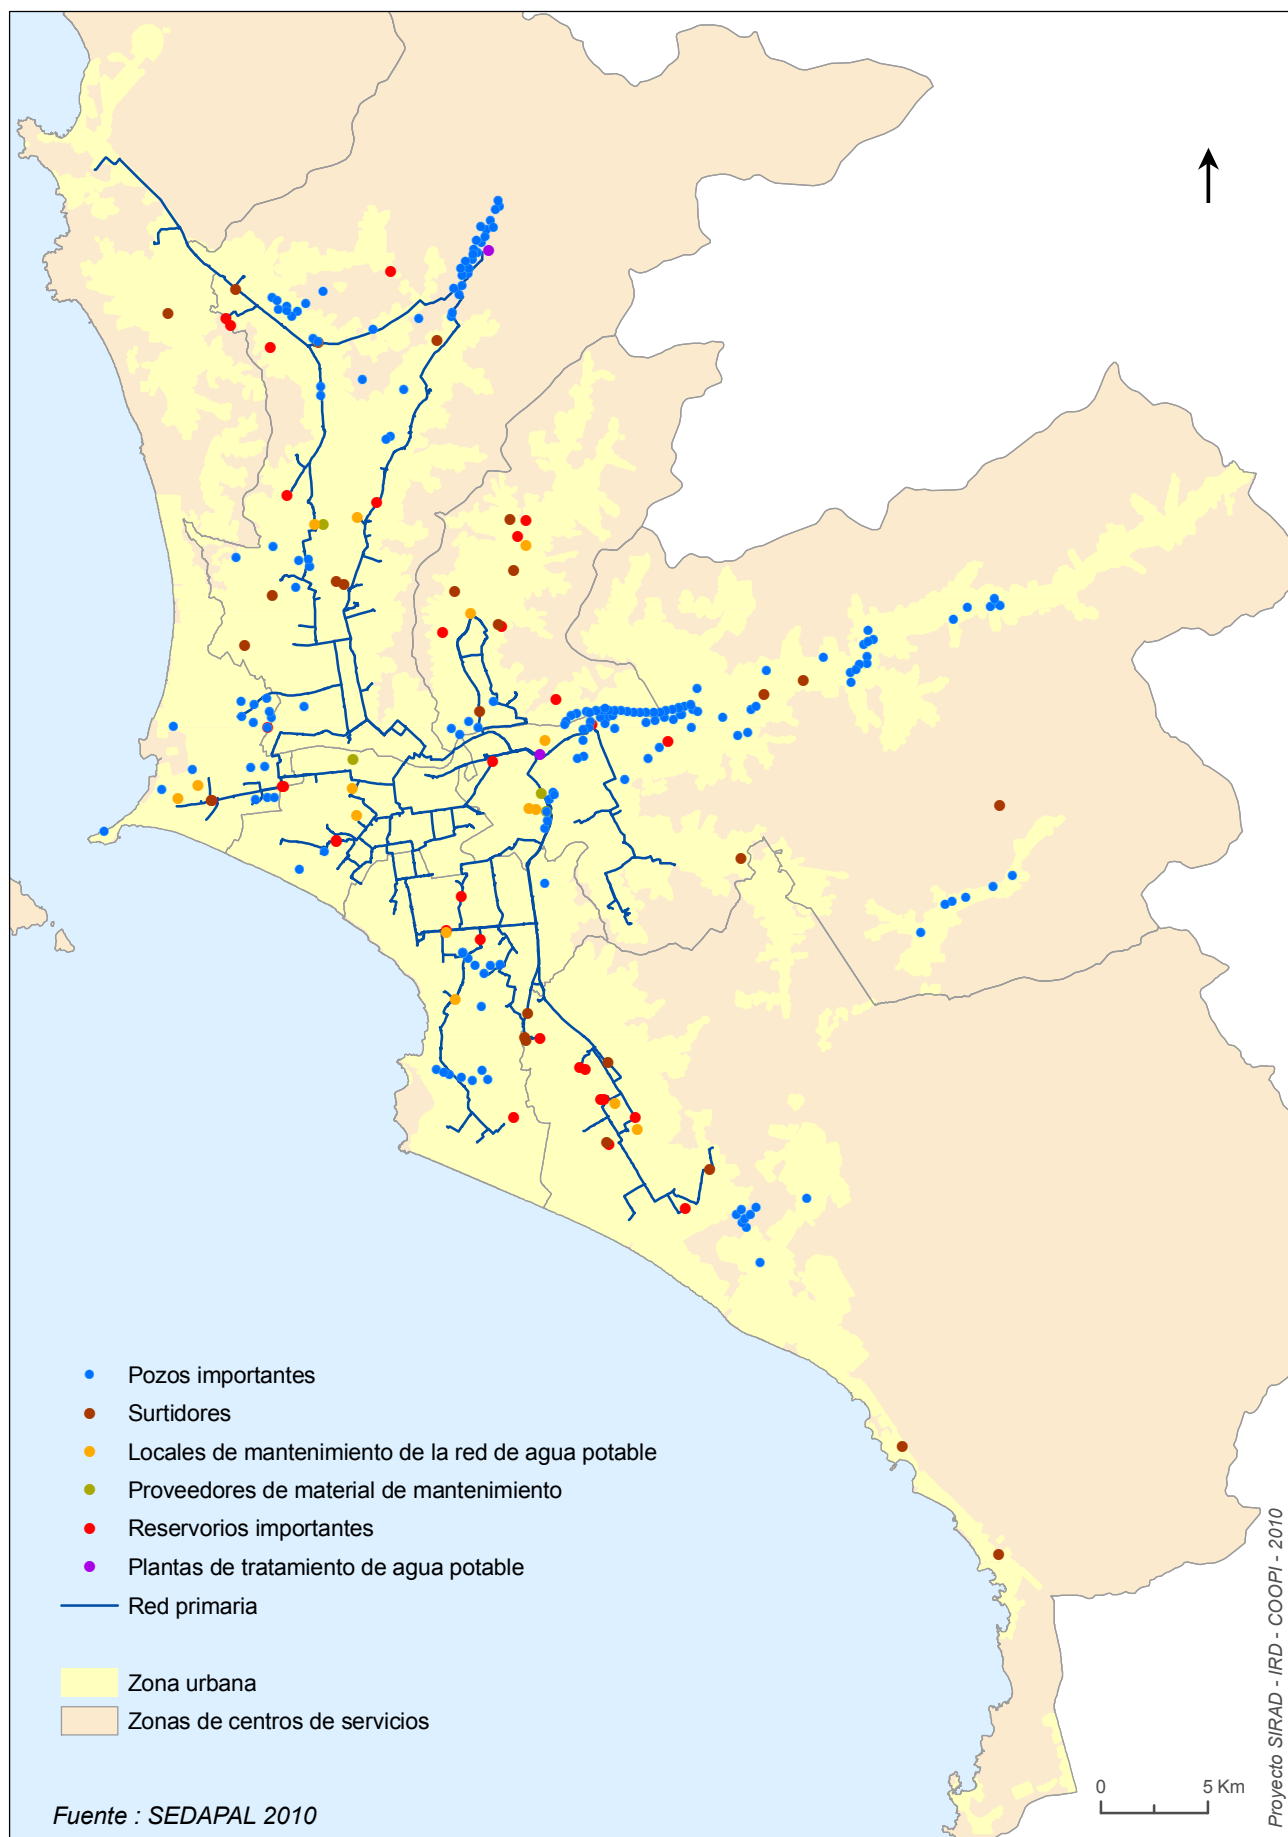 Pozos importantes
Surtidores
Locales de mantenimiento de la red de agua potable
Proveedores de material de mantenimiento
Reservorios importantes
Plantas de tratamiento de agua potable
Red primaria
Zona urbana
Zonas de centros de servicios
Fuente : SEDAPAL 2010
0 5 Km
Proyecto SIRAD - IRD - COOPI - 2010